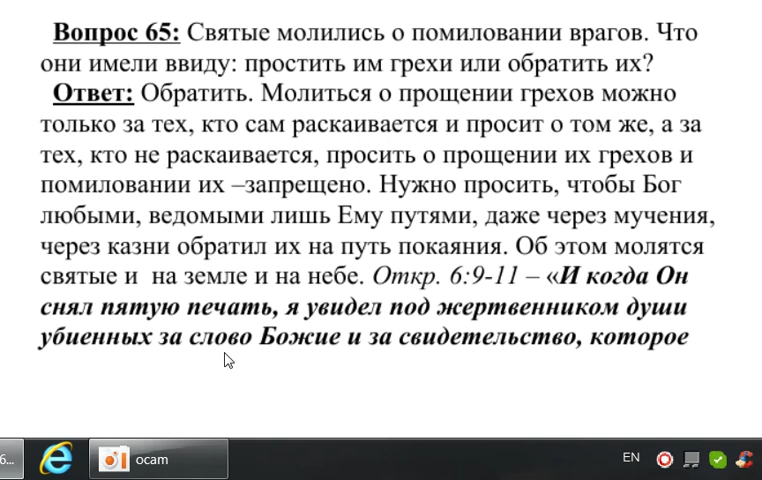 Вопрос 65: Святые молились о помиловании врагов. Что
они имели ввиду: простить им грехи или обратить их?
Ответ: Обратить. Молиться о прощении грехов можно
только за тех, кто сам раскаивается и просит о том же, а за
тех, кто не раскаивается, просить о прощении их грехов и
помиловании их –запрещено. Нужно просить, чтобы Бог
любыми, ведомыми лишь Ему путями, даже через мучения,
через казни обратил их на путь покаяния. Об этом молятся
святые и на земле и на небе. Откр. 6:9-11 – «И когда Он
снял пятую печать, я увидел под жертвенником души
убиенных за слово Божие и за свидетельство, которое
6...
ocam
EN